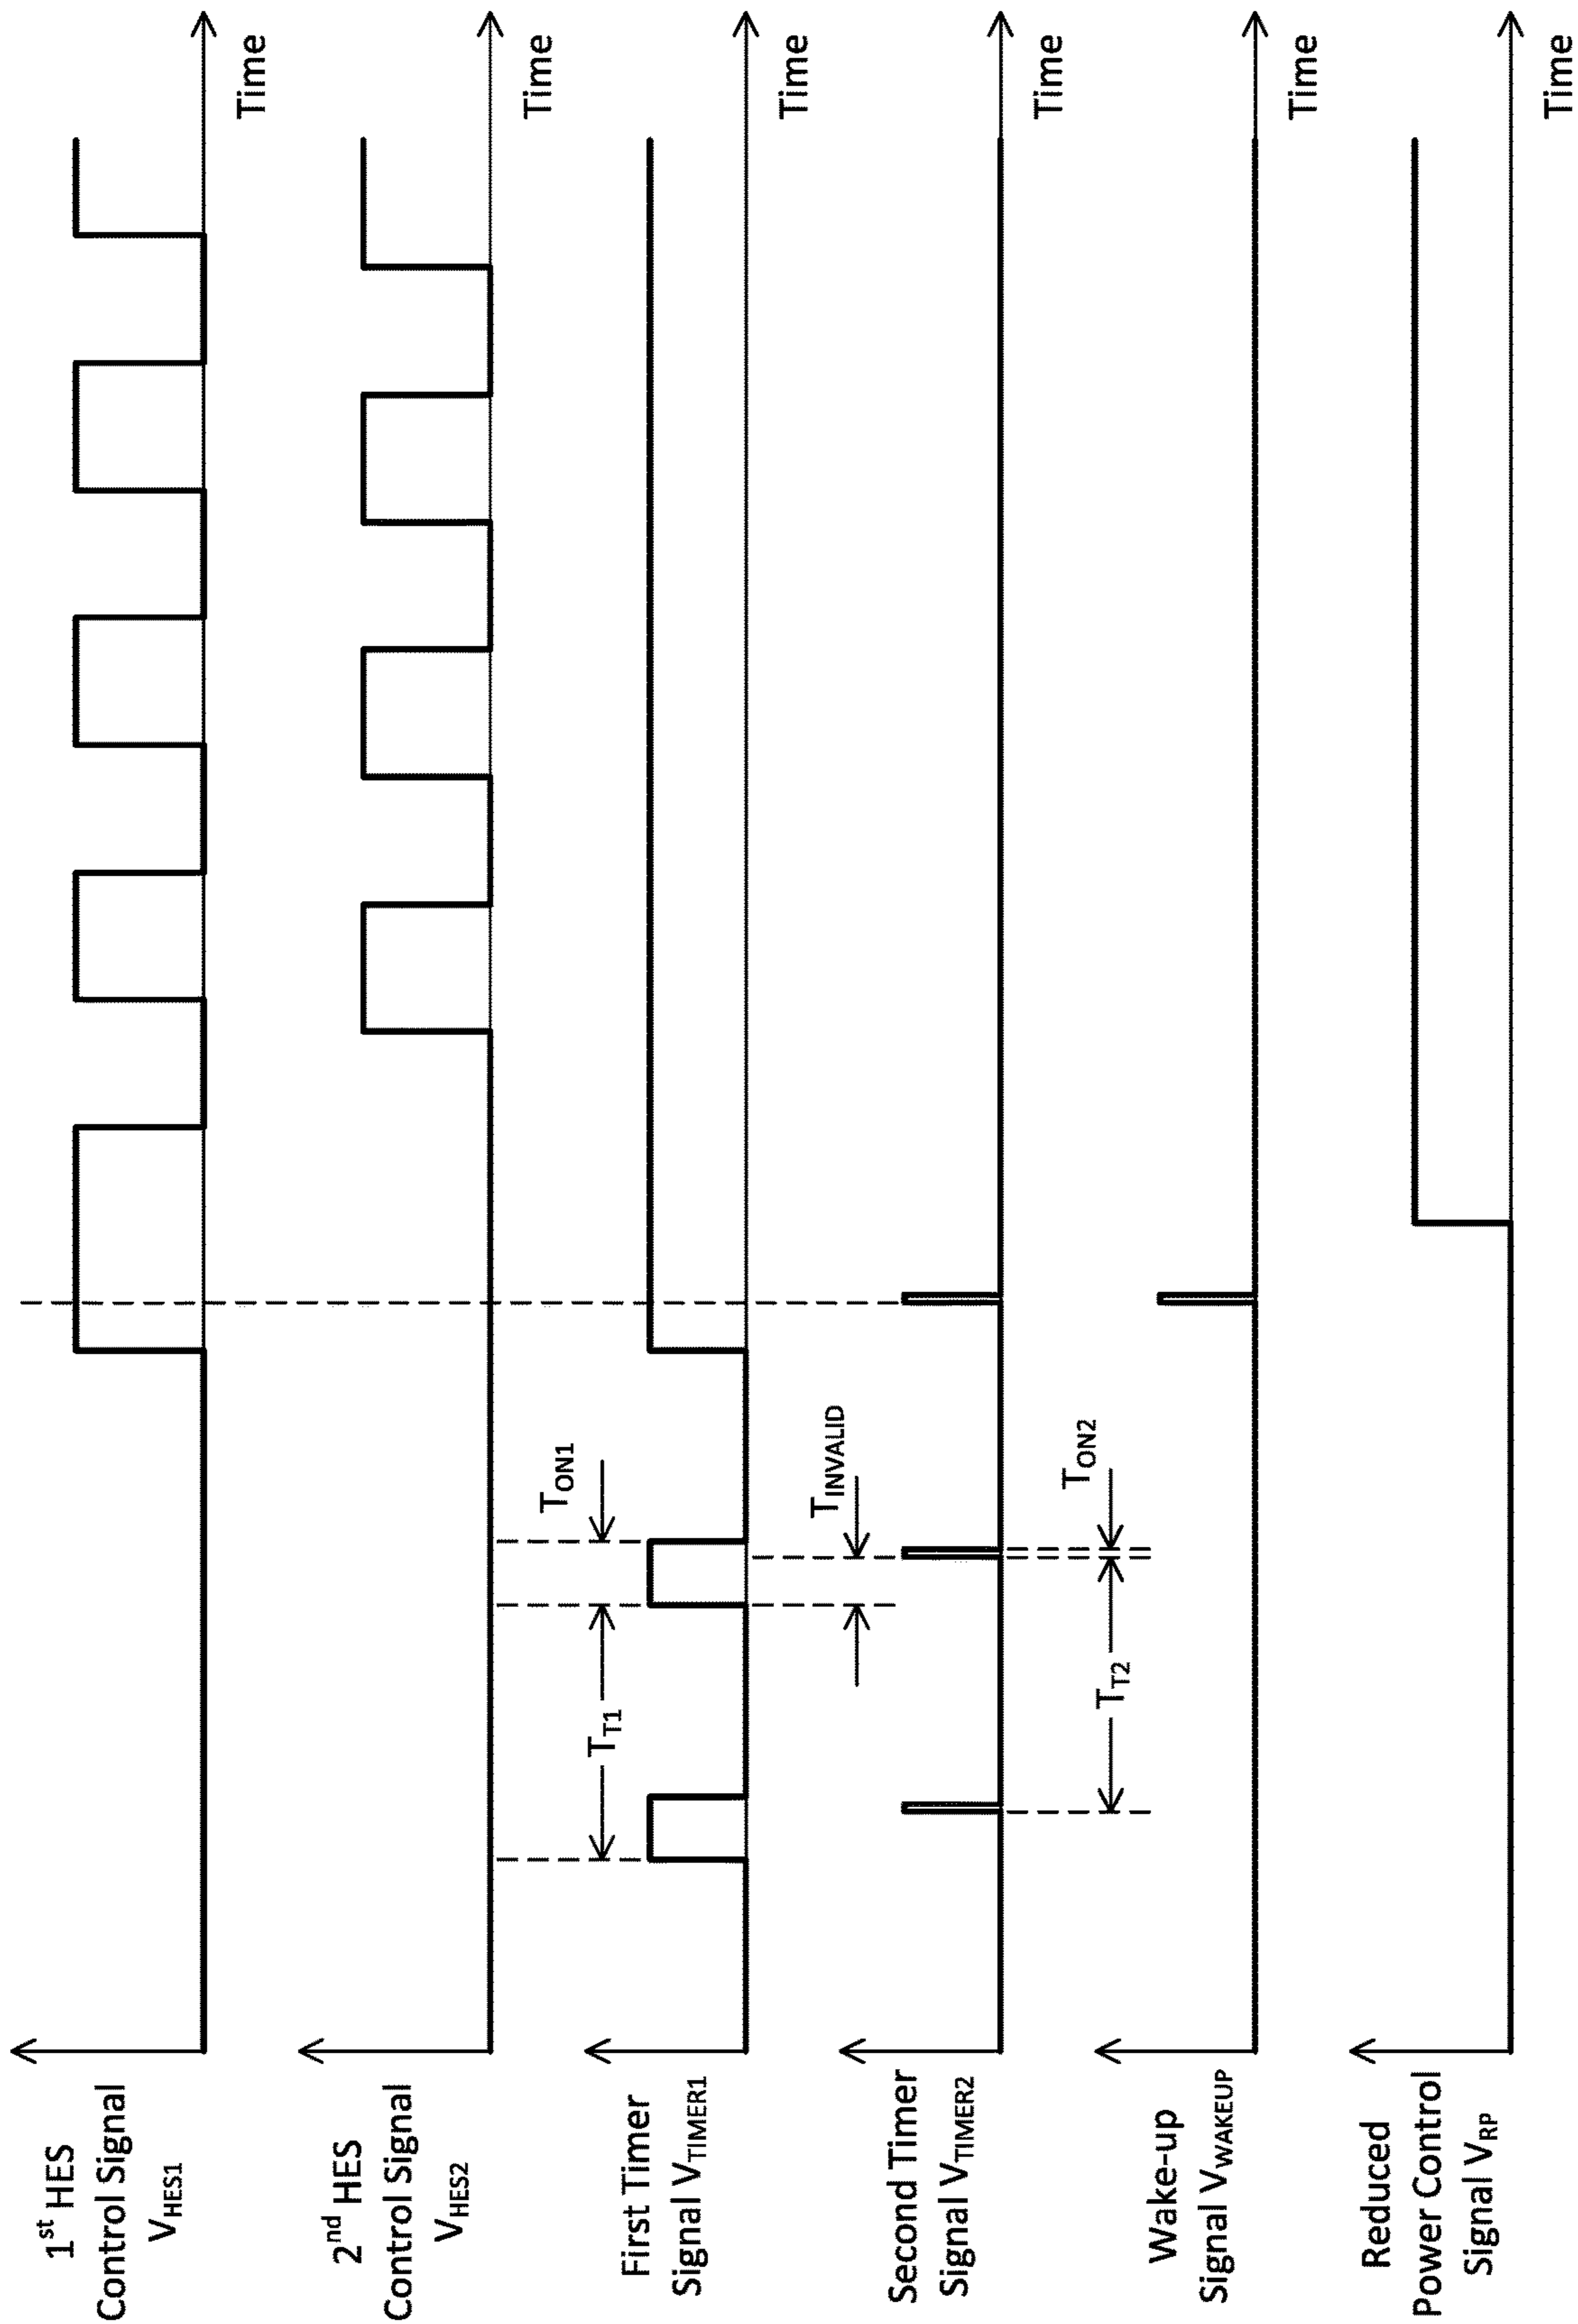 1st HES
Control Signal
VHES1
Time
2nd HES
Control Signal
VHES2
Time
First Timer
Signal VTIMER1
TT1
TON1
Time
Second Timer
Signal VTIMER2
TINVALID
Time
Wake-up
Signal VWAKEUP
TT2
TON2
Time
Reduced
Power Control
Signal VRP
Time